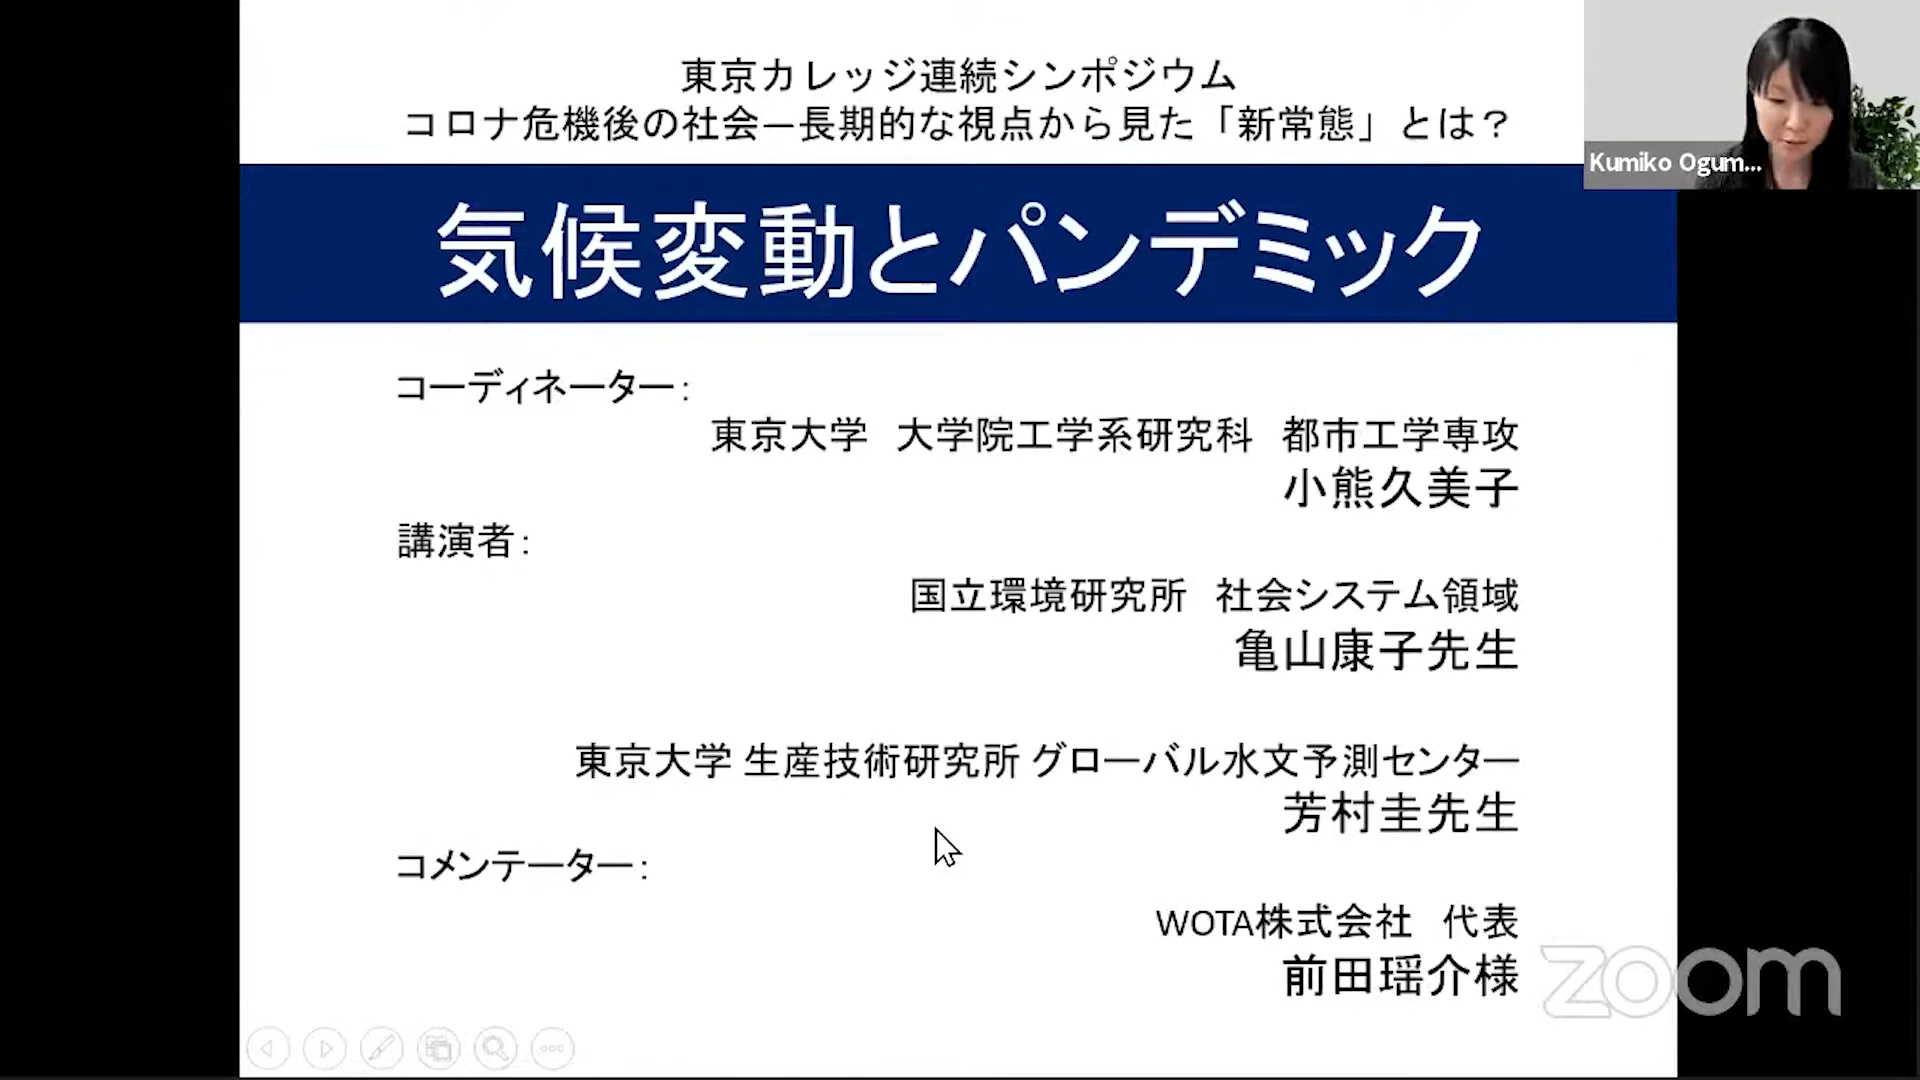 東京カレッジ連続シンポジウム
コロナ危機後の社会―長期的な視点から見た「新常態」とは？
Kumiko Ogum...
気候変動とパンデミック
コーディネーター：
東京大学　大学院工学系研究科　都市工学専攻
小熊久美子
講演者：
国立環境研究所　社会システム領域
亀山康子先生
東京大学 生産技術研究所 グローバル水文予測センター
芳村圭先生
コメンテーター：
WOTA株式会社　代表
前田瑶介様
zoom